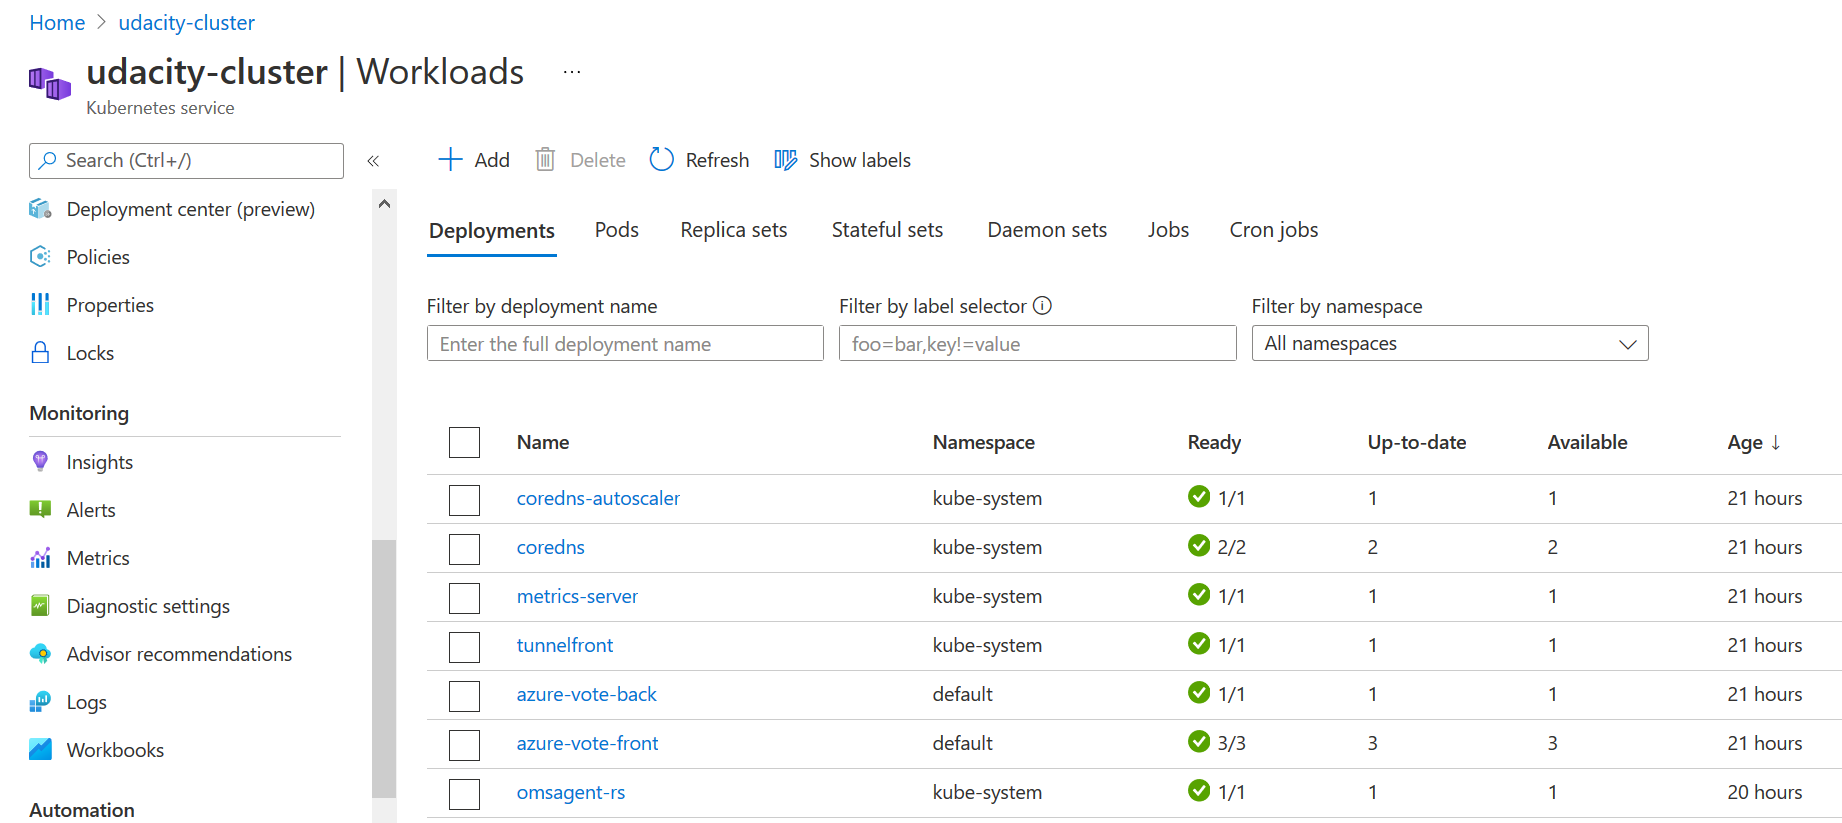 Home > udacity-cluster
udacity-cluster | Workloads ...
Kubernetes service
Search (Ctrl+/) «
Deployment center (preview)
Policies
Properties
Locks
Monitoring
Insights
Alerts
Metrics
Diagnostic settings
Advisor recommendations
Logs
Workbooks
Automation
Add Delete Refresh Show labels
Deployments Pods Replica sets Stateful sets Daemon sets Jobs Cron jobs
Filter by deployment name Filter by label selector Filter by namespace
Enter the full deployment name foo=bar,key!=value All namespaces
Name Namespace Ready Up-to-date Available Age ↓
coredns-autoscaler kube-system 1/1 1 1 21 hours
coredns kube-system 2/2 2 2 21 hours
metrics-server kube-system 1/1 1 1 21 hours
tunnelfront kube-system 1/1 1 1 21 hours
azure-vote-back default 1/1 1 1 21 hours
azure-vote-front default 3/3 3 3 21 hours
omsagent-rs kube-system 1/1 1 1 20 hours